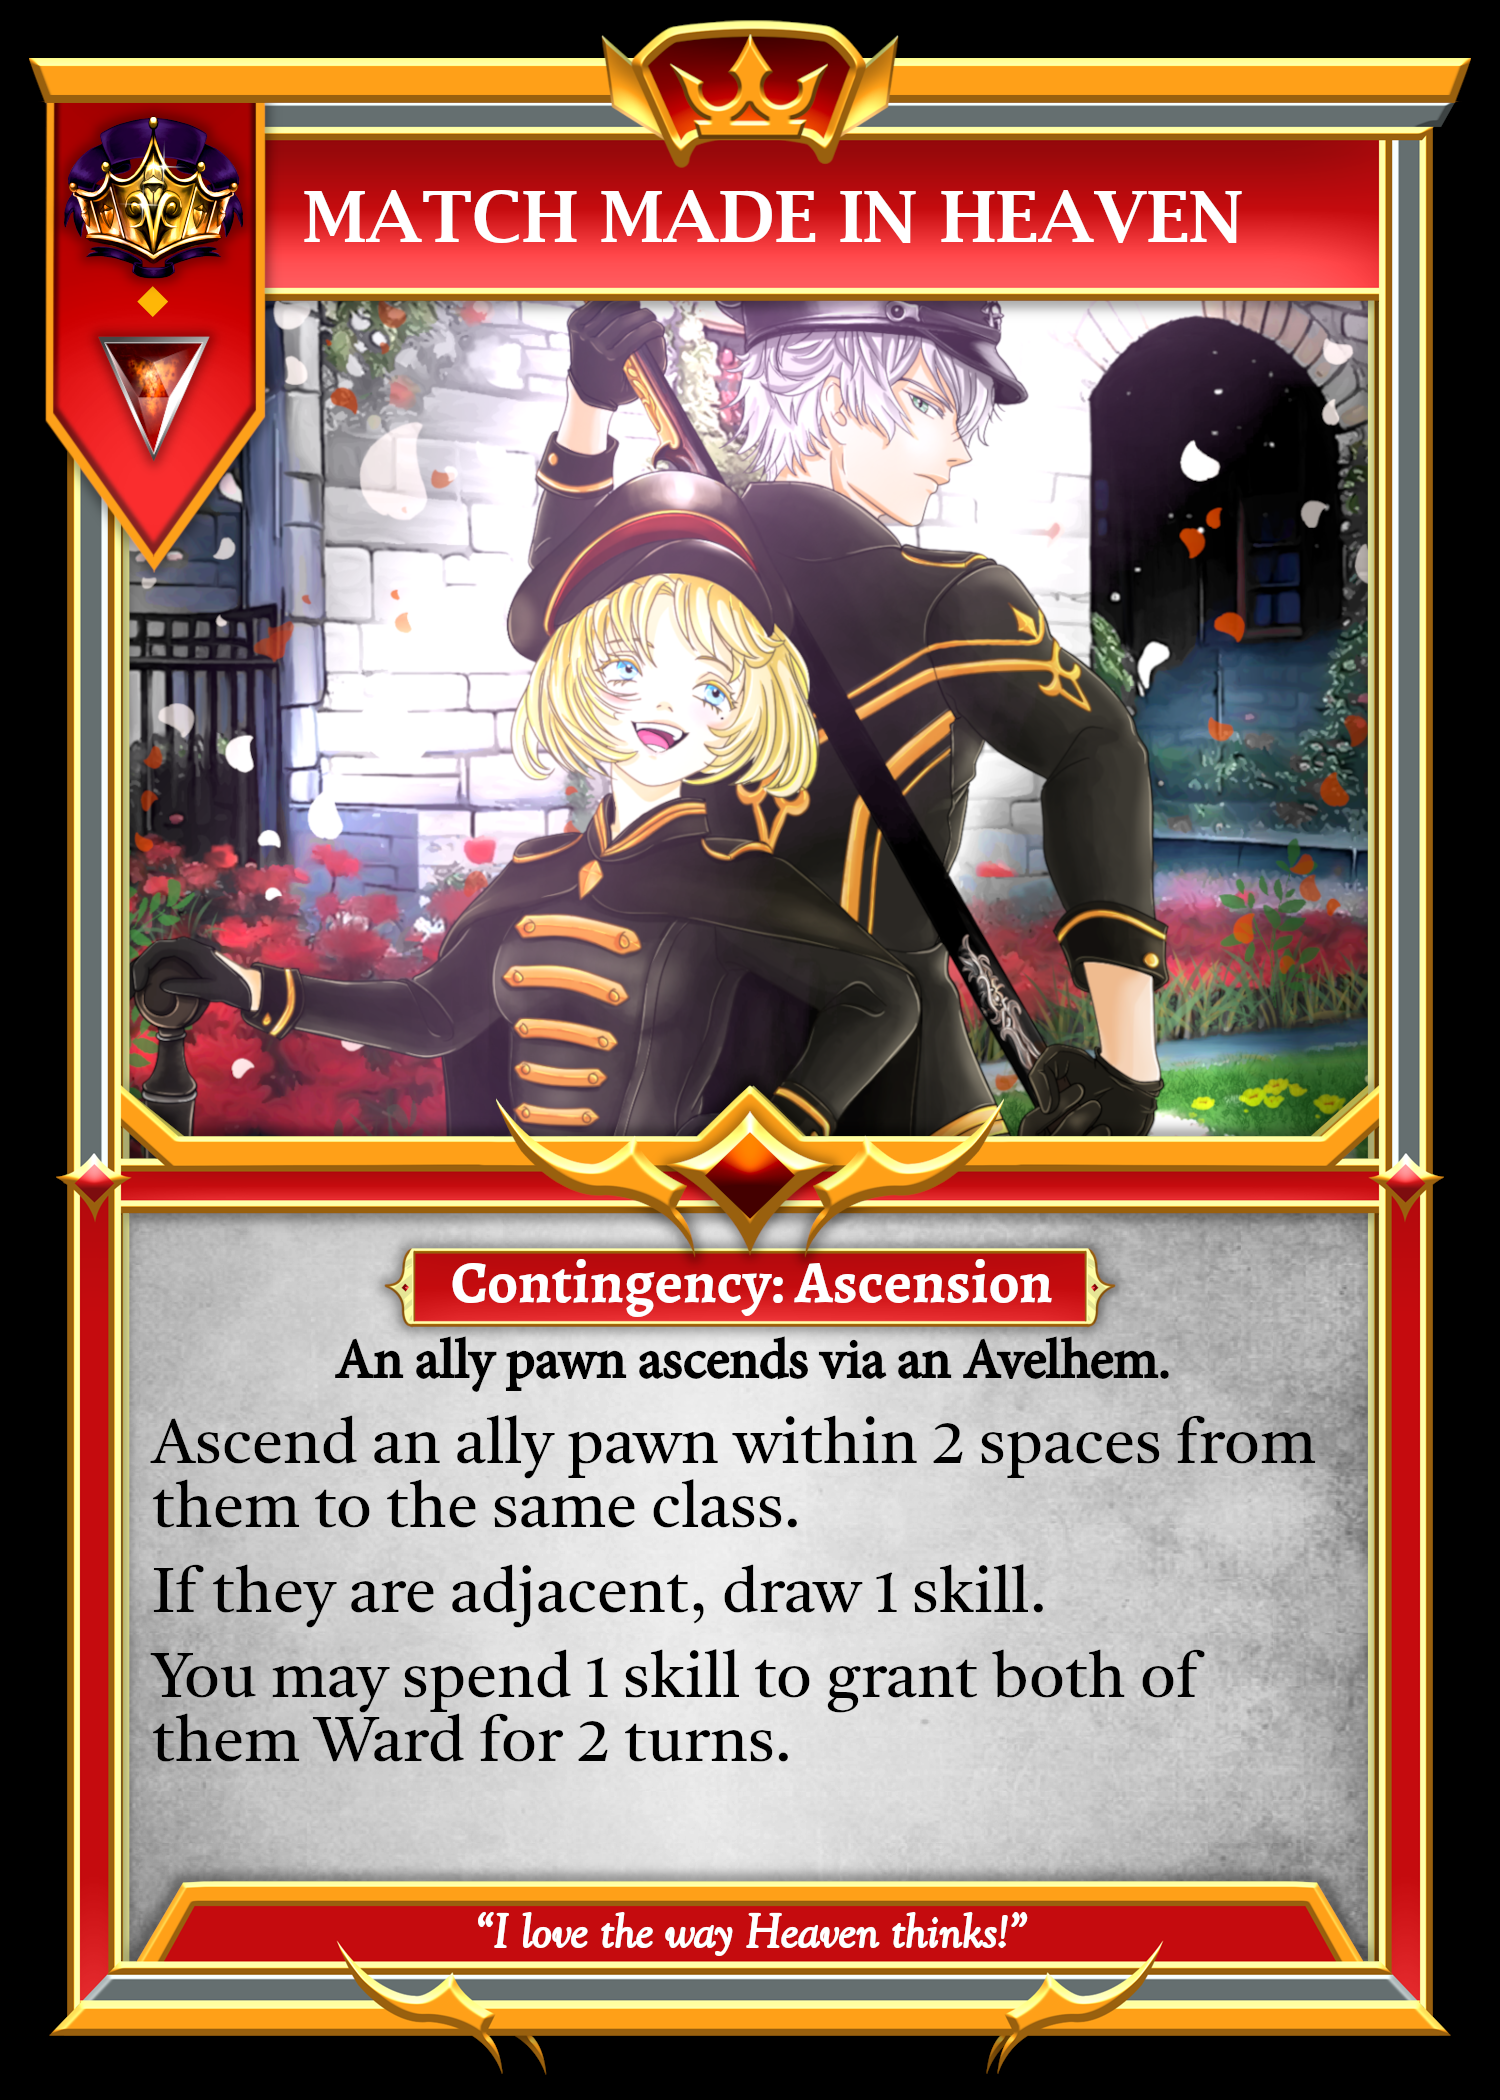 MATCH MADE IN HEAVEN
Contingency: Ascension
An ally pawn ascends via an Avelhem.
Ascend an ally pawn within 2 spaces from
them to the same class.
If they are adjacent, draw 1 skill.
You may spend 1 skill to grant both of
them Ward for 2 turns.
“I love the way Heaven thinks!”